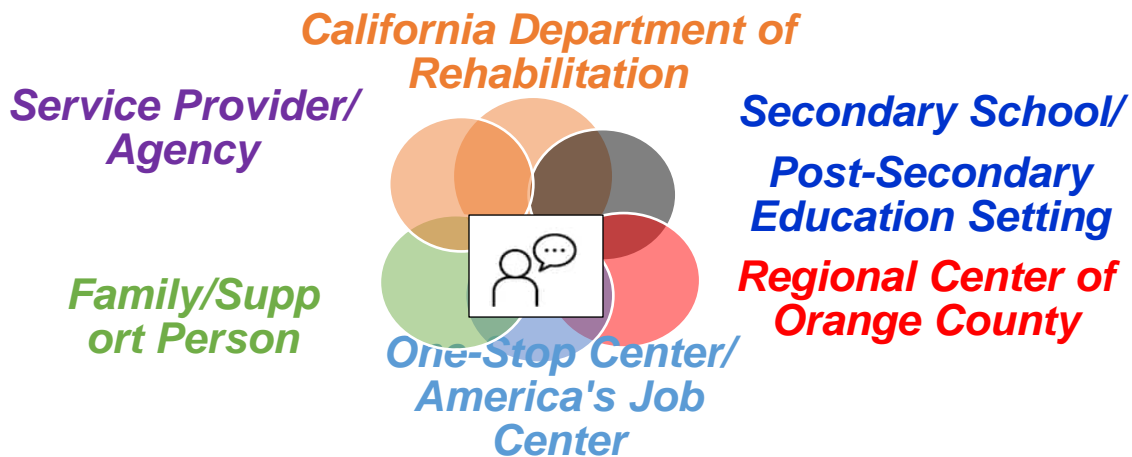 California Department of
Rehabilitation
Service Provider/
Agency
Secondary School/
Post-Secondary
Education Setting
Family/Supp
ort Person
Regional Center of
Orange County
One-Stop Center/
America's Job
Center